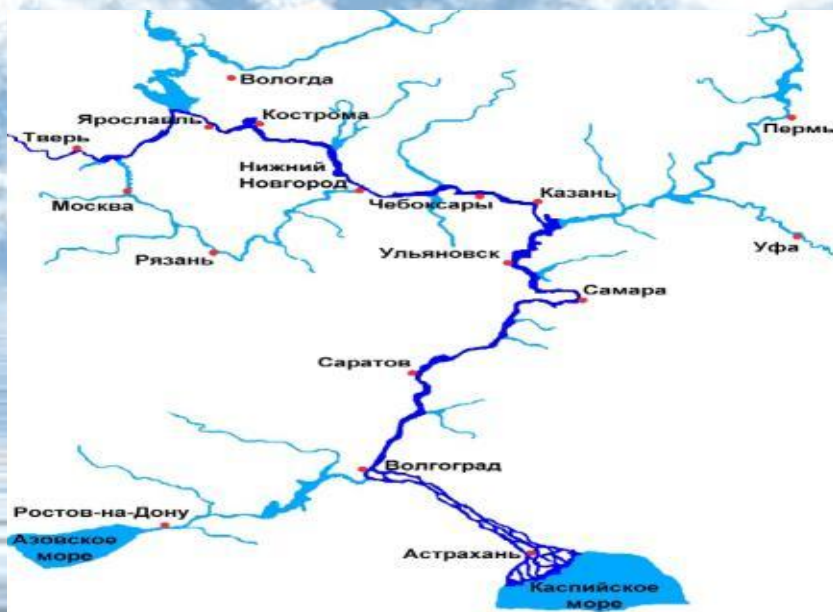 Вологда
Ярославль
Кострома
Тверь
Пермь
Нижний
Новгород
Москва
Чебоксары
Казань
Рязань
Ульяновск
Уфа
Самара
Саратов
Волгоград
Ростов-на-Дону
Азовское
море
Астрахань
Каспийское
море